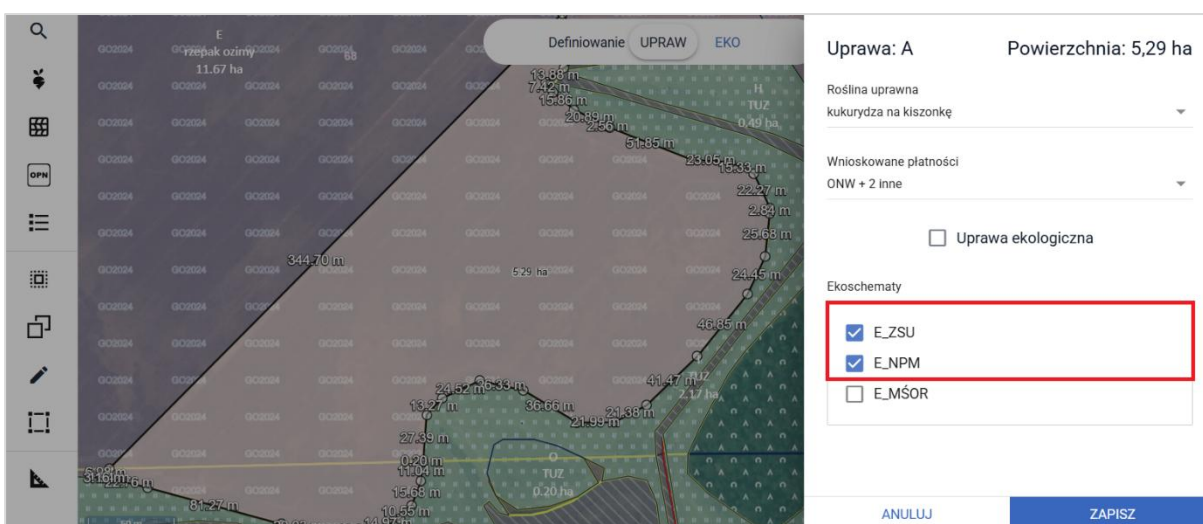 Definiowanie UPRAW EKO
OPN
E
rzepak ozimy
11.67 ha
68
GO2024
H
TUZ
0,49 ha
13.88 m
7.42 m
15.86 m
20.89 m
2.56 m
51.85 m
23.05 m
15.33 m
22.27 m
2.84 m
25.68 m
344.70 m
5.29 ha
24.45 m
46.85 m
41.47 m
TUZ
2,17 ha
24.52 m
36.66 m
13.27 m
21.99 m
21.38 m
27.39 m
0.20 m
11.04 m
O
TUZ
0.20 ha
15.68 m
81.27 m
10.55 m
Uprawa: A Powierzchnia: 5,29 ha
Roślina uprawna
kukurydza na kiszonkę
Wnioskowane płatności
ONW + 2 inne
Uprawa ekologiczna
Ekoschematy
E_ZSU
E_NPM
E_MŚOR
ANULUJ ZAPISZ